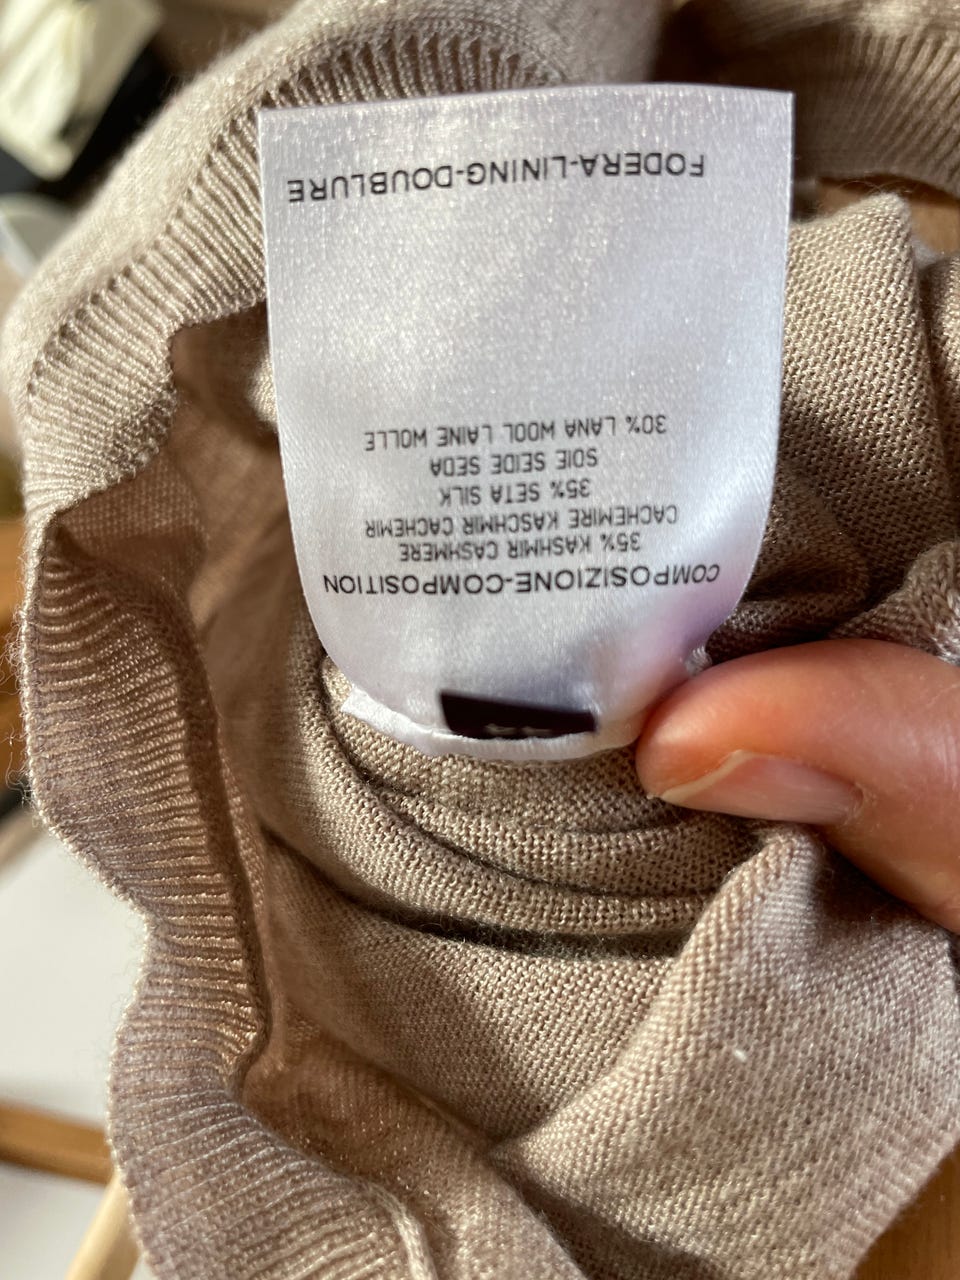 COMPOSIZIONE-COMPOSITION
35% KASHMIR CASHMERE
CACHEMIRE KASCHMIR CACHEMIR
35% SETA SILK
SOIE SEIDE SEDA
30% LANA WOOL LAINE WOLLE
FODERA-LINING-DOUBLURE